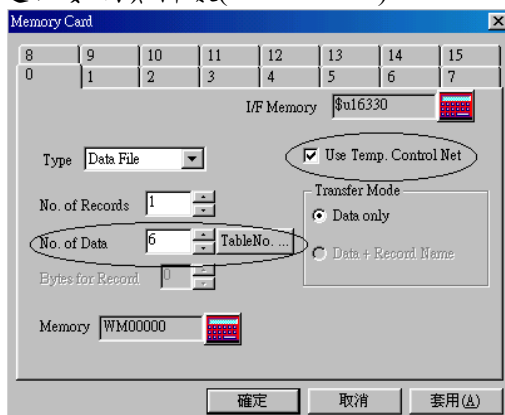 Memory Card
8 9 10 11 12 13 14 15
0 1 2 3 4 5 6 7
I/F Memory $u16330
Type Data File
Use Temp. Control Net
No. of Records 1
Transfer Mode
Data only
No. of Data 6 TableNo. ...
Data + Record Name
Bytes for Record 0
Memory WM00000
確定 取消 套用(A)